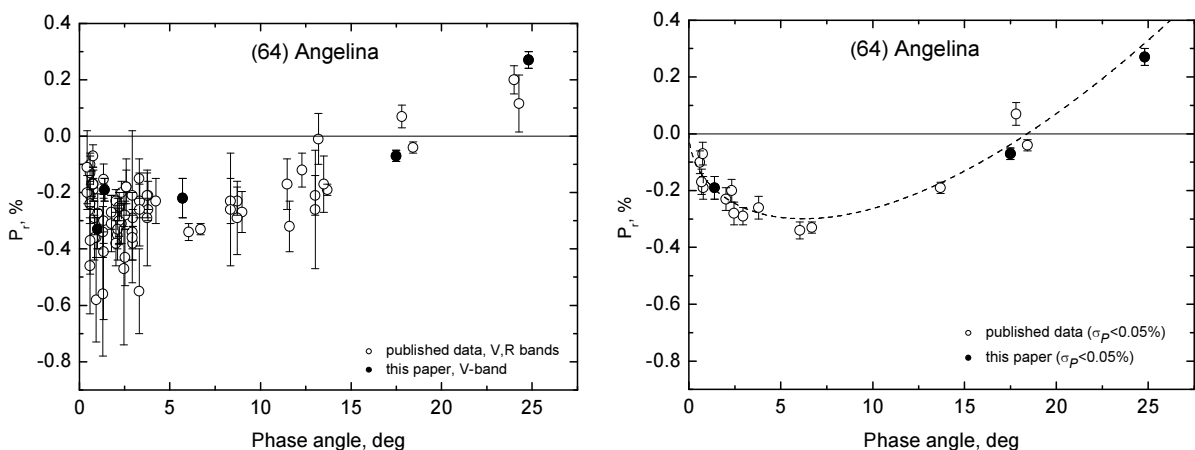 (64) Angelina
0.4
0.2
0.0
-0.2
-0.4
-0.6
-0.8
P_r, %
published data, V,R bands
this paper, V-band
0 5 10 15 20 25
Phase angle, deg
(64) Angelina
0.4
0.2
0.0
-0.2
-0.4
-0.6
-0.8
P_r, %
published data (σ_P<0.05%)
this paper (σ_P<0.05%)
0 5 10 15 20 25
Phase angle, deg